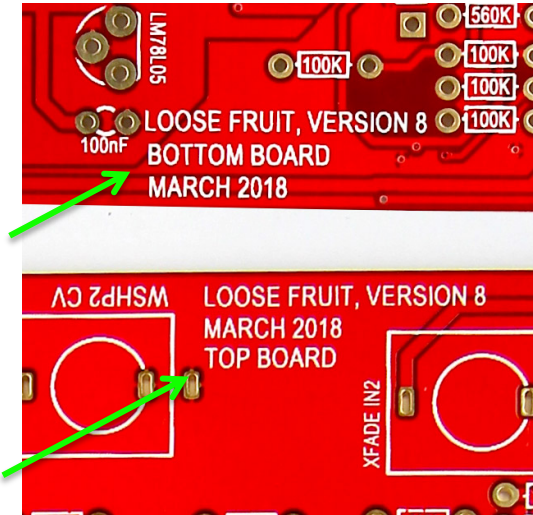 LM78L05
560K
100K
100K
100K
100K
100nF
LOOSE FRUIT, VERSION 8
BOTTOM BOARD
MARCH 2018
WSHP2 CV
LOOSE FRUIT, VERSION 8
MARCH 2018
TOP BOARD
XFADE IN2